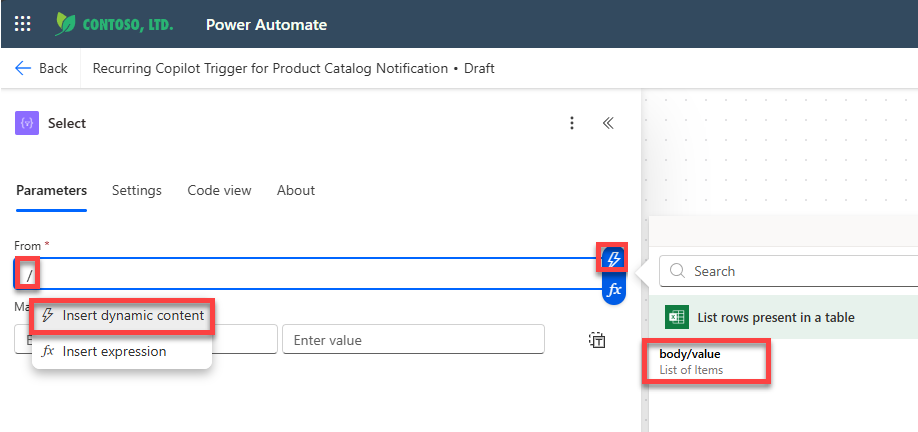 CONTOSO, LTD. Power Automate
Back Recurring Copilot Trigger for Product Catalog Notification • Draft
{v} Select
Parameters Settings Code view About
From *
/
fx
Search
Ma
Insert dynamic content
List rows present in a table
E
Enter value
Insert expression
fx
body/value
List of Items